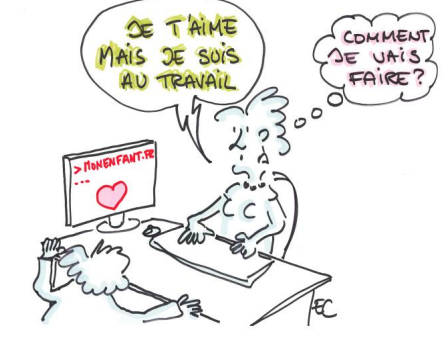 JE T'AIME
MAIS JE SUIS
AU TRAVAIL
COMMENT
JE VAIS
FAIRE?
>MONENFANT.FR
...
EC